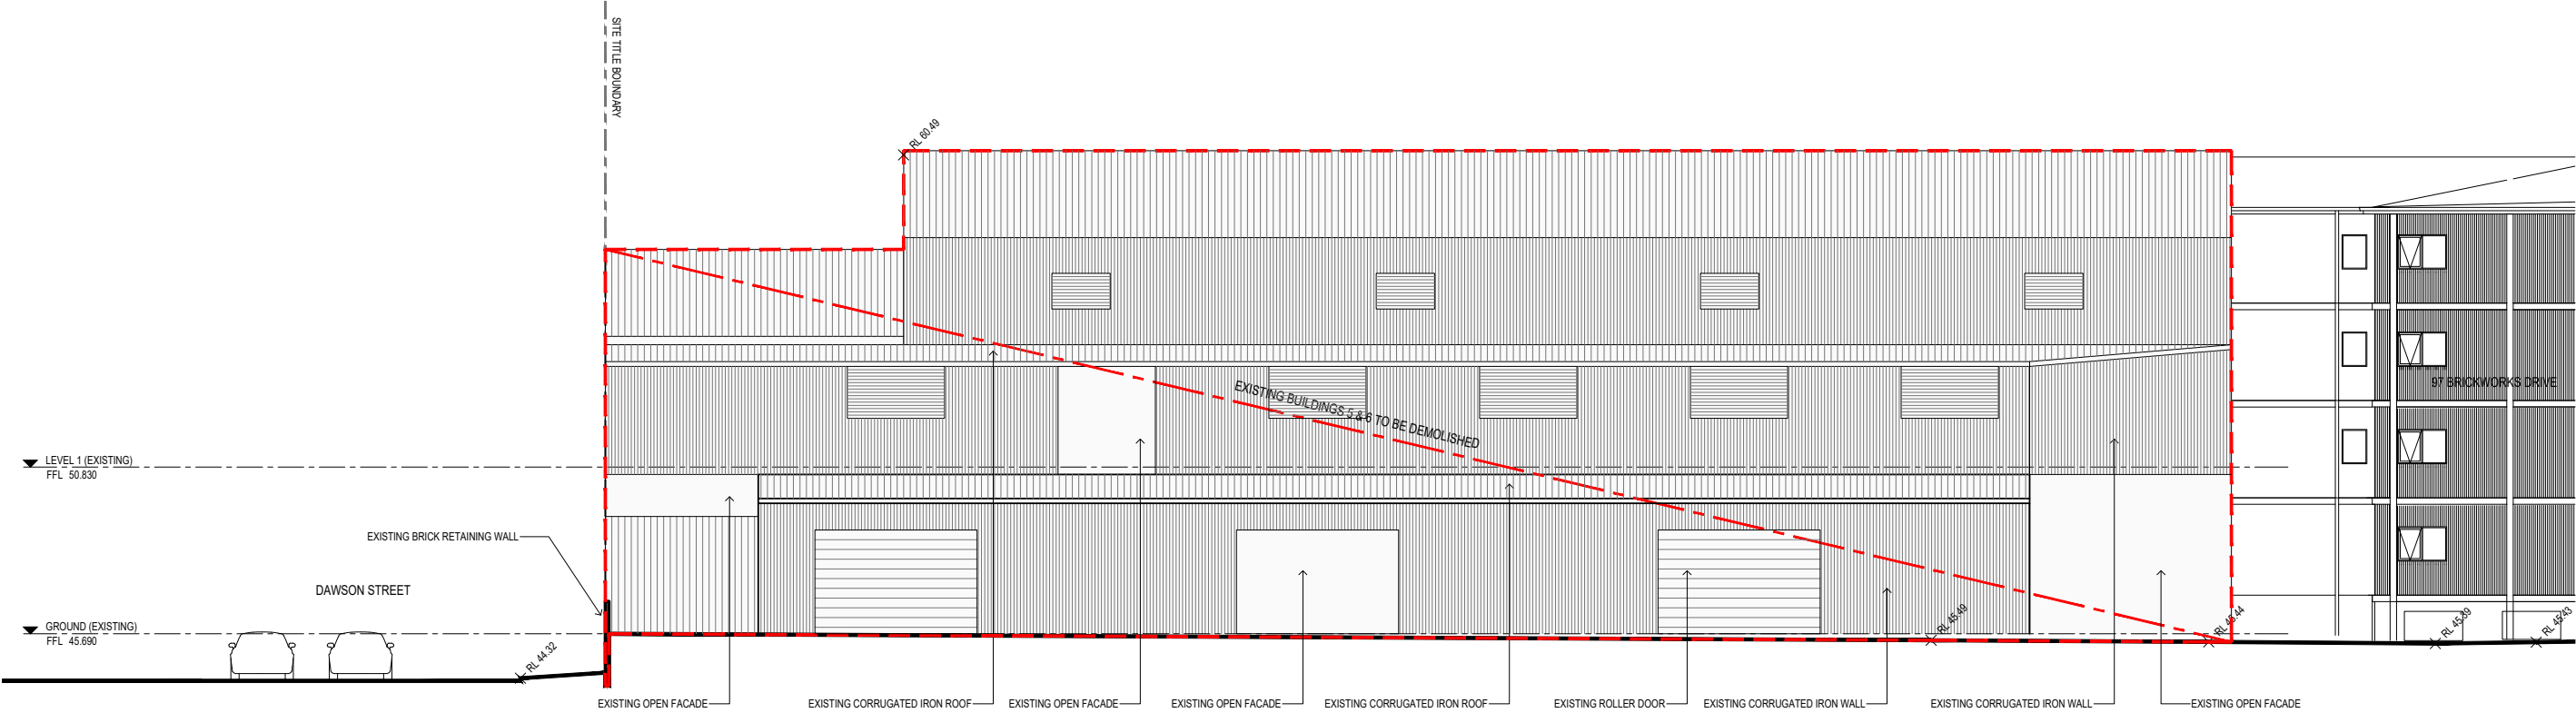 SITE TITLE BOUNDARY
RL 60.49
EXISTING BUILDINGS 5 & 6 TO BE DEMOLISHED
97 BRICKWORKS DRIVE
LEVEL 1 (EXISTING)
FFL 50.830
EXISTING BRICK RETAINING WALL
DAWSON STREET
GROUND (EXISTING)
FFL 45.690
RL 44.32
RL 45.49
RL 45.44
RL 45.39
RL 45.43
EXISTING OPEN FACADE
EXISTING CORRUGATED IRON ROOF
EXISTING OPEN FACADE
EXISTING OPEN FACADE
EXISTING CORRUGATED IRON ROOF
EXISTING ROLLER DOOR
EXISTING CORRUGATED IRON WALL
EXISTING CORRUGATED IRON WALL
EXISTING OPEN FACADE